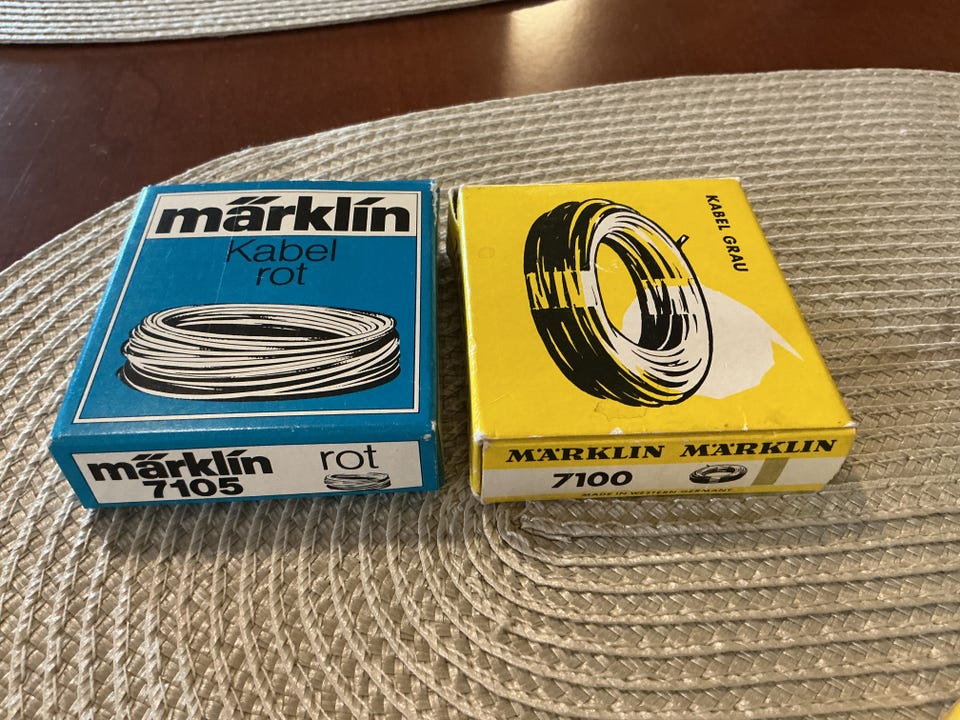 märklin
Kabel
rot
märklin rot
7105
KABEL GRAU
MÄRKLIN MÄRKLIN
7100
MADE IN WESTERN GERMANY